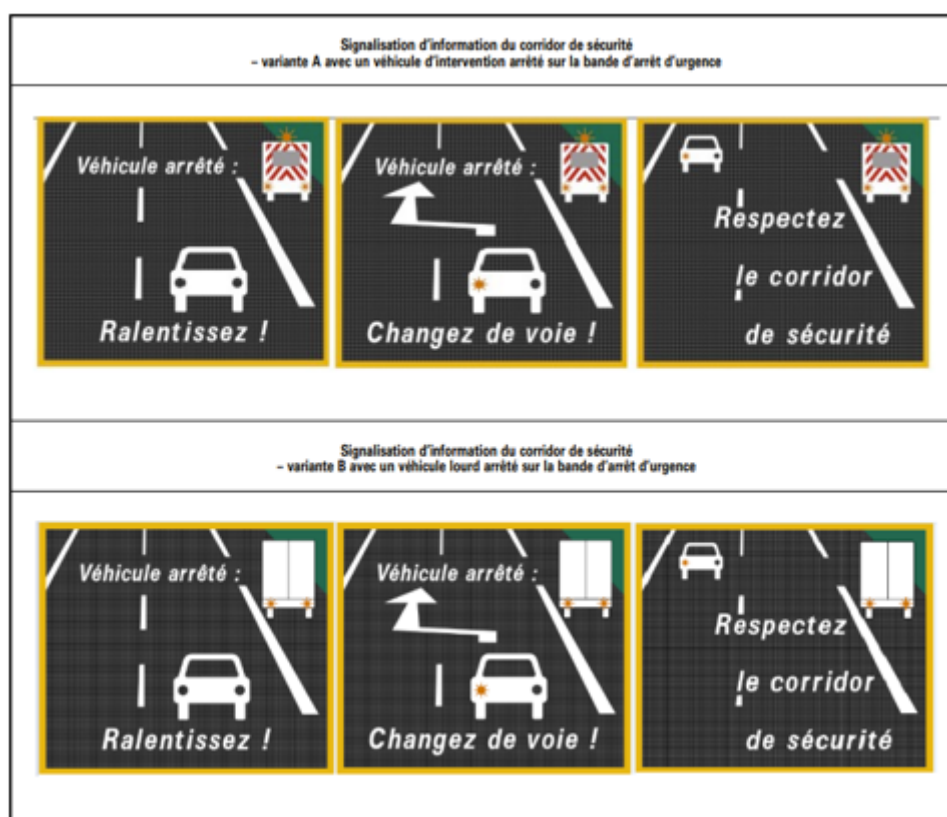 Signalisation d'information du corridor de sécurité
– variante A avec un véhicule d'intervention arrêté sur la bande d'arrêt d'urgence
Véhicule arrêté :
Ralentissez !
Véhicule arrêté :
Changez de voie !
Respectez
le corridor
de sécurité
Signalisation d'information du corridor de sécurité
– variante B avec un véhicule lourd arrêté sur la bande d'arrêt d'urgence
Véhicule arrêté :
Ralentissez !
Véhicule arrêté :
Changez de voie !
Respectez
le corridor
de sécurité